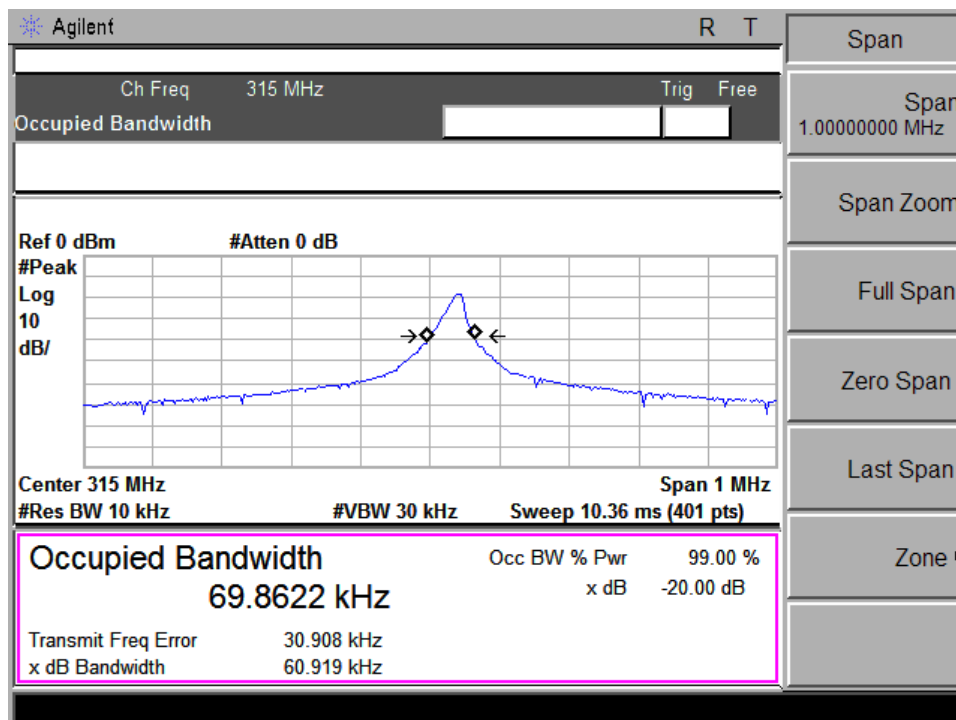 Agilent R T
Ch Freq 315 MHz Trig Free
Occupied Bandwidth
Ref 0 dBm #Atten 0 dB
#Peak
Log
10
dB/
Center 315 MHz Span 1 MHz
#Res BW 10 kHz #VBW 30 kHz Sweep 10.36 ms (401 pts)
Occupied Bandwidth
69.8622 kHz
Occ BW % Pwr 99.00 %
x dB -20.00 dB
Transmit Freq Error 30.908 kHz
x dB Bandwidth 60.919 kHz
Span
Span
1.00000000 MHz
Span Zoom
Full Span
Zero Span
Last Span
Zone